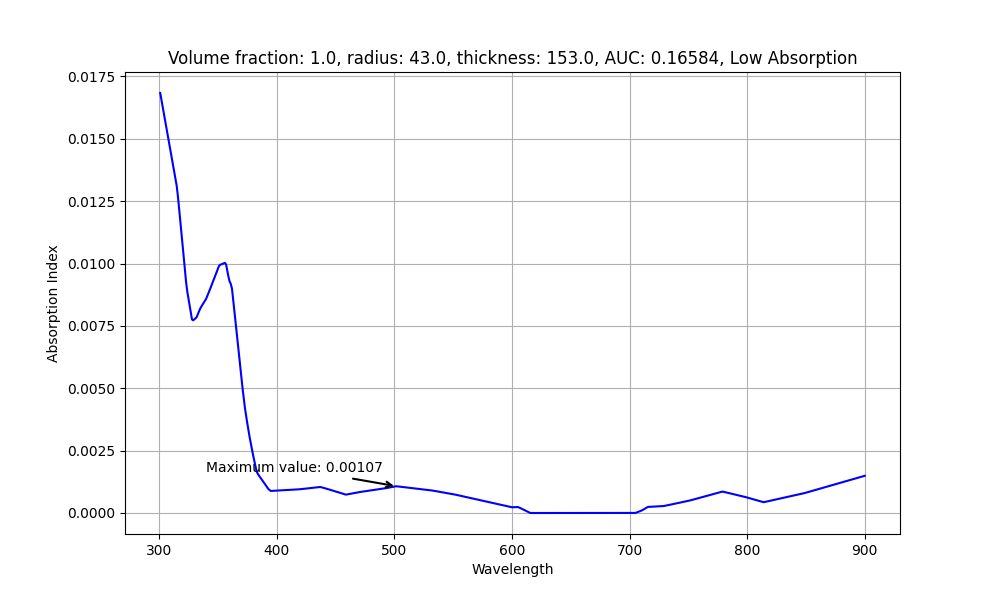 Volume fraction: 1.0, radius: 43.0, thickness: 153.0, AUC: 0.16584, Low Absorption
0.0175
0.0150
0.0125
0.0100
0.0075
0.0050
0.0025
0.0000
Absorption Index
Maximum value: 0.00107
300 400 500 600 700 800 900
Wavelength